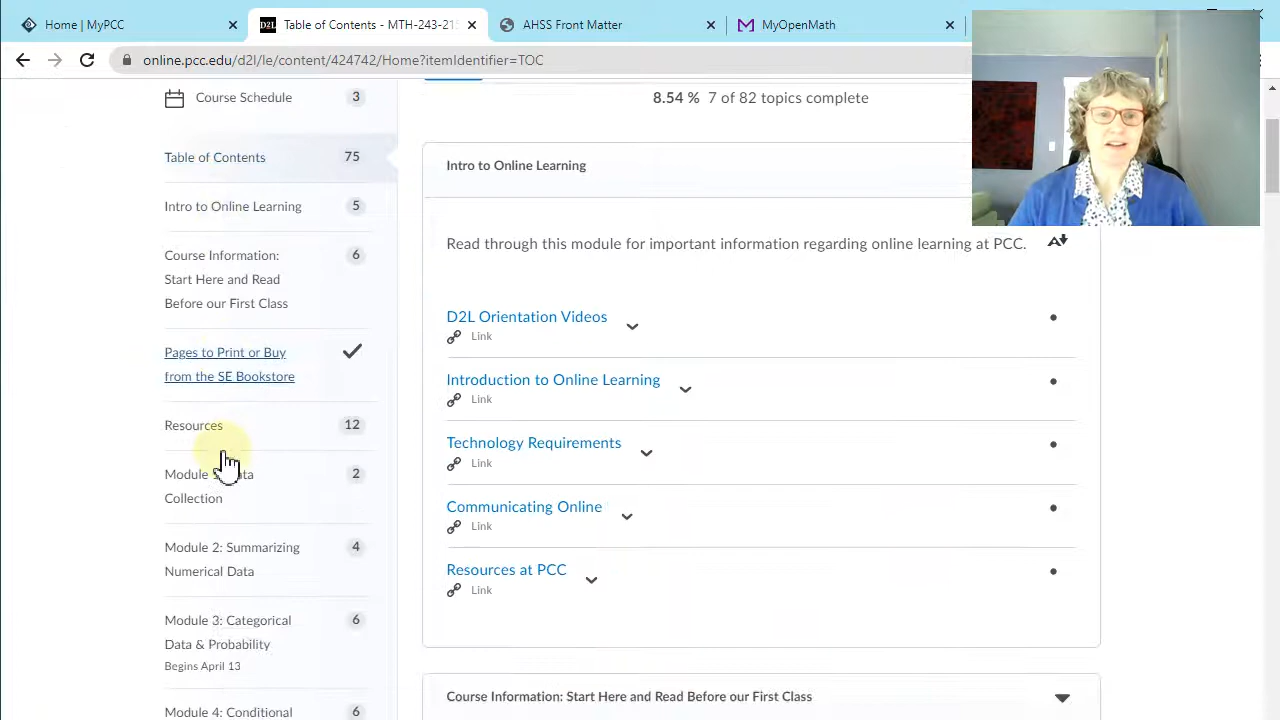 Home | MyPCC
D2L
Table of Contents - MTH-243-215
AHSS Front Matter
MyOpenMath
online.pcc.edu/d2l/le/content/424742/Home?itemIdentifier=TOC
Course Schedule 3
Table of Contents 75
Intro to Online Learning 5
Course Information: 6
Start Here and Read
Before our First Class
Pages to Print or Buy
from the SE Bookstore
Resources 12
Module 2
Collection
Module 2: Summarizing 4
Numerical Data
Module 3: Categorical 6
Data & Probability
Begins April 13
Module 4: Conditional 6
8.54 % 7 of 82 topics complete
Intro to Online Learning
Read through this module for important information regarding online learning at PCC.
D2L Orientation Videos
Link
Introduction to Online Learning
Link
Technology Requirements
Link
Communicating Online
Link
Resources at PCC
Link
Course Information: Start Here and Read Before our First Class